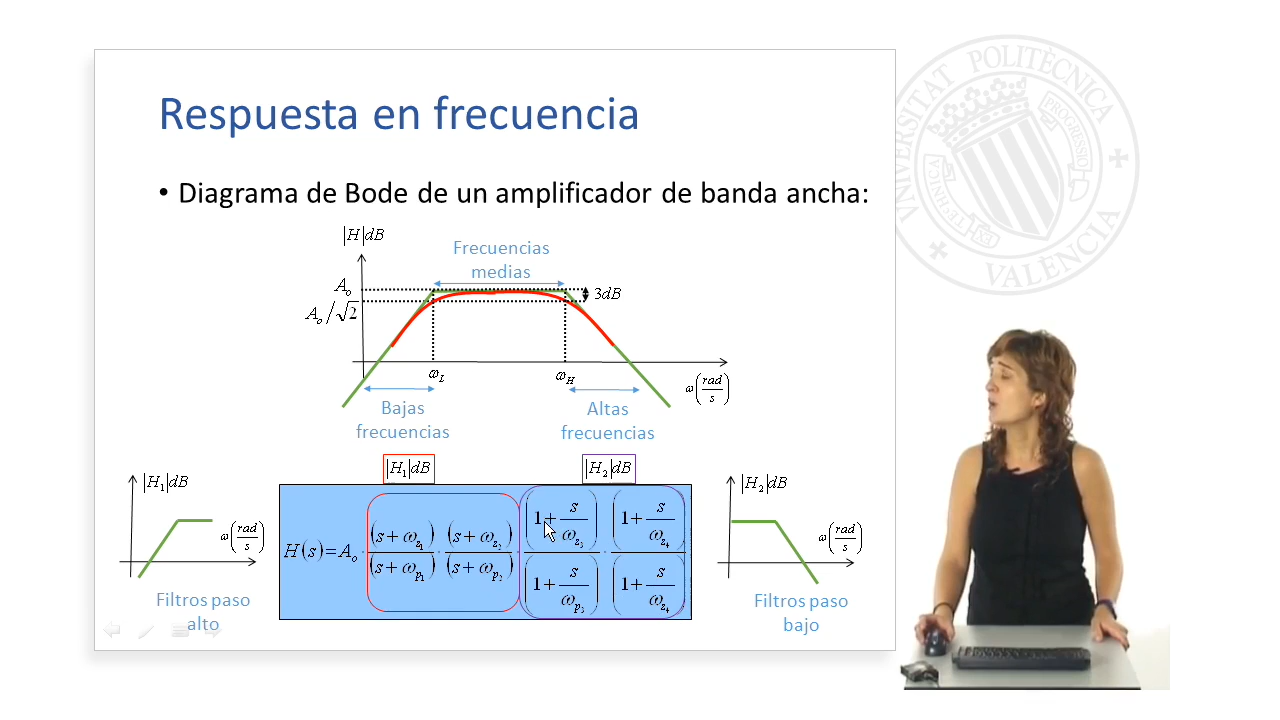 Respuesta en frecuencia
• Diagrama de Bode de un amplificador de banda ancha:
|H|dB
Frecuencias
medias
A_o
3dB
A_o/√2
ω_L
ω_H
ω(rad/s)
Bajas
frecuencias
Altas
frecuencias
|H_1|dB
|H_2|dB
|H_1|dB
ω(rad/s)
Filtros paso
alto
H(s)=A_o · (s+ω_z1)/(s+ω_p1) · (s+ω_z2)/(s+ω_p2) · (1+s/ω_z3)/(1+s/ω_p3) · (1+s/ω_z4)/(1+s/ω_z4)
|H_2|dB
ω(rad/s)
Filtros paso
bajo
UNIVERSITAT POLITÈCNICA
VALÈNCIA